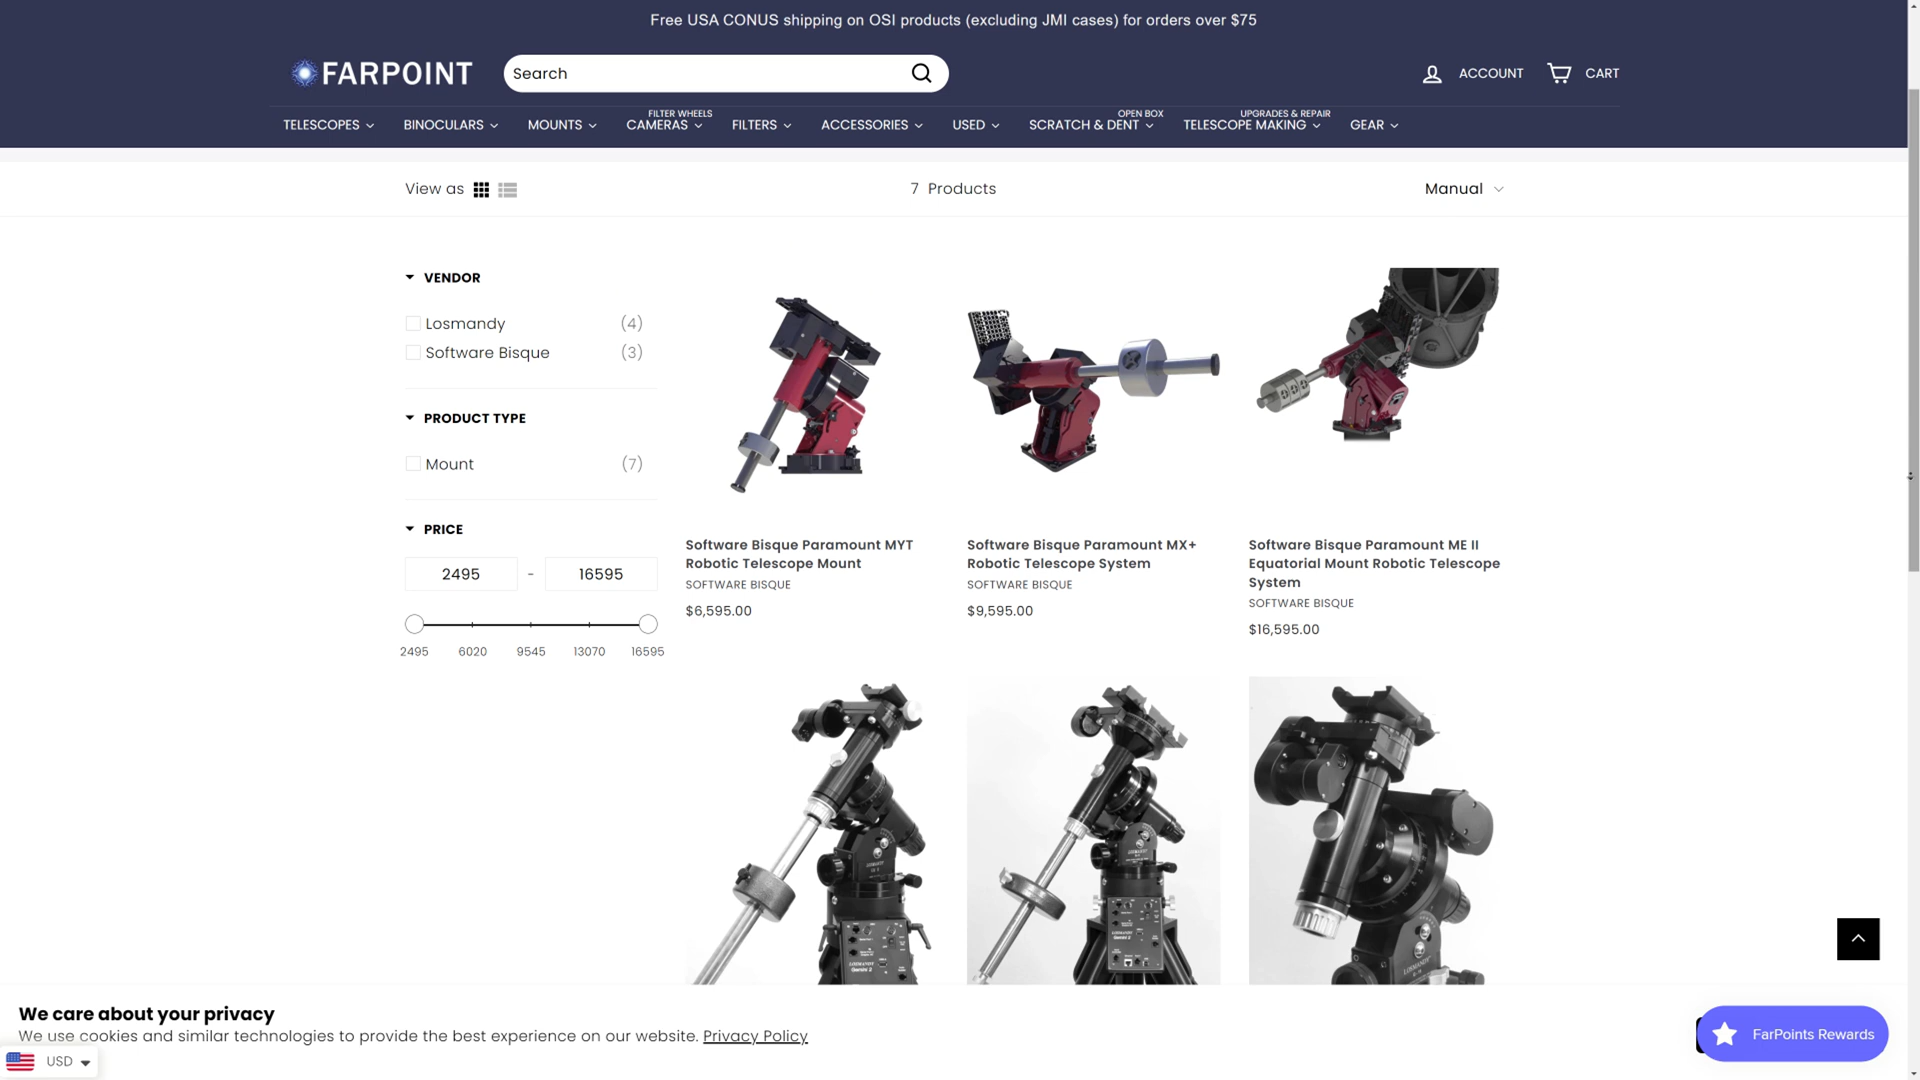 Free USA CONUS shipping on OSI products (excluding JMI cases) for orders over $75
FARPOINT
Search
ACCOUNT
CART
TELESCOPES
BINOCULARS
MOUNTS
FILTER WHEELS
CAMERAS
FILTERS
ACCESSORIES
USED
OPEN BOX
SCRATCH & DENT
UPGRADES & REPAIR
TELESCOPE MAKING
GEAR
View as
7 Products
Manual
VENDOR
Losmandy (4)
Software Bisque (3)
PRODUCT TYPE
Mount (7)
PRICE
2495 - 16595
2495 6020 9545 13070 16595
Software Bisque Paramount MYT
Robotic Telescope Mount
SOFTWARE BISQUE
$6,595.00
Software Bisque Paramount MX+
Robotic Telescope System
SOFTWARE BISQUE
$9,595.00
Software Bisque Paramount ME II
Equatorial Mount Robotic Telescope
System
SOFTWARE BISQUE
$16,595.00
LOSMANDY
Gemini 2
We care about your privacy
We use cookies and similar technologies to provide the best experience on our website. Privacy Policy
USD
FarPoints Rewards